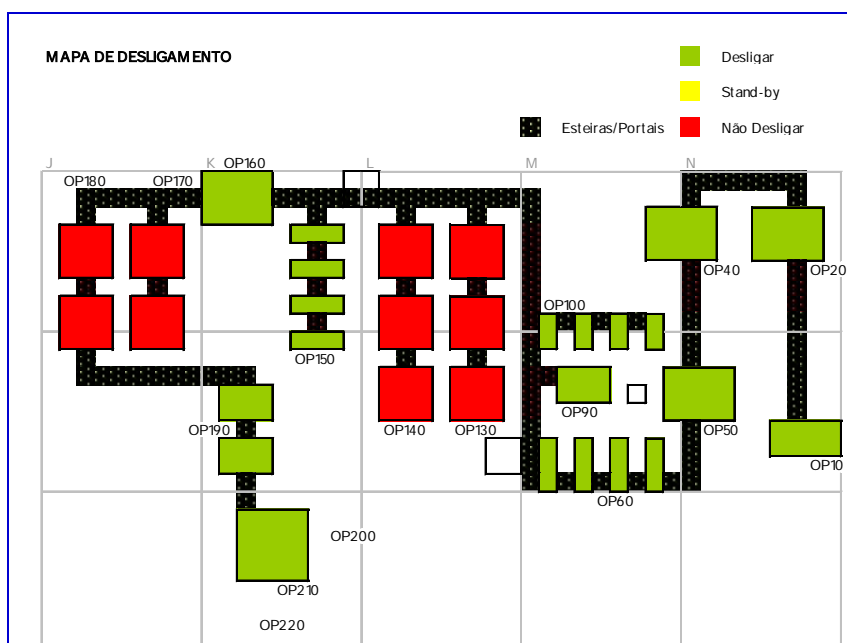 MAPA DE DESLIGAMENTO
Desligar
Stand-by
Esteiras/Portais
Não Desligar
J K L M N
OP160
OP180 OP170
OP40 OP20
OP100
OP150
OP90
OP190 OP140 OP130 OP50
OP10
OP60
OP200
OP210
OP220